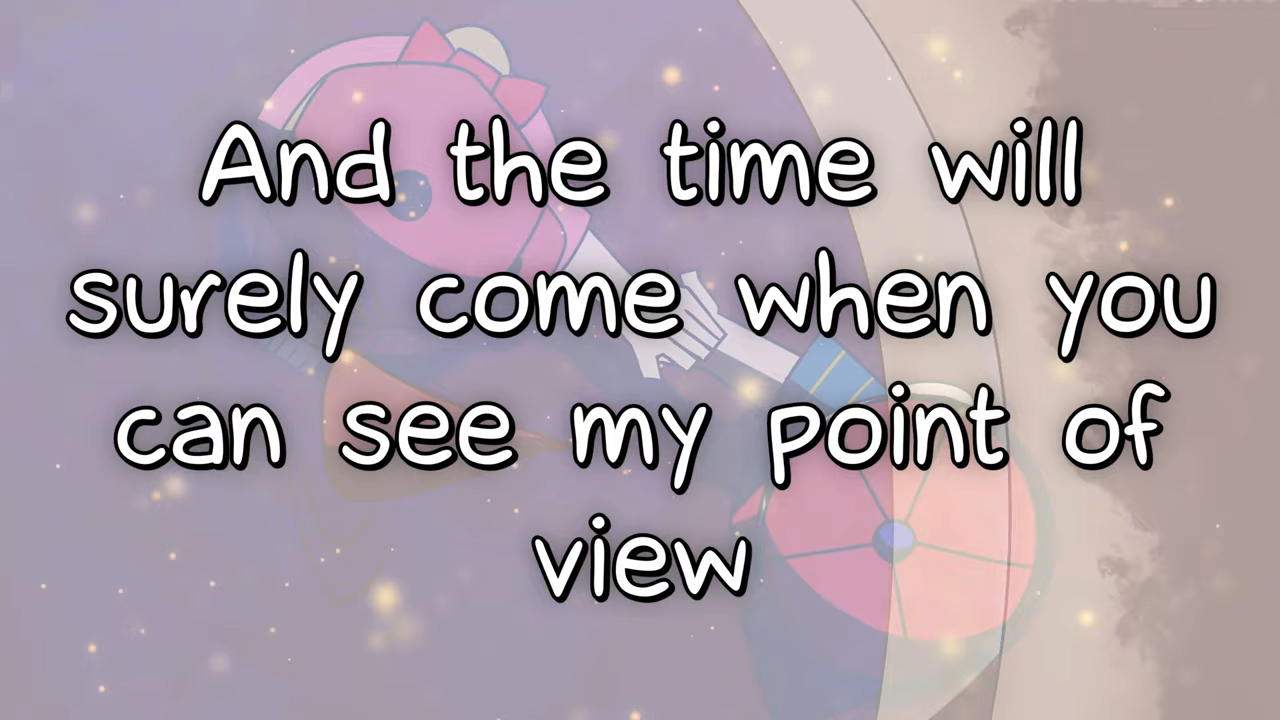 And the time will
surely come when you
can see my point of
view